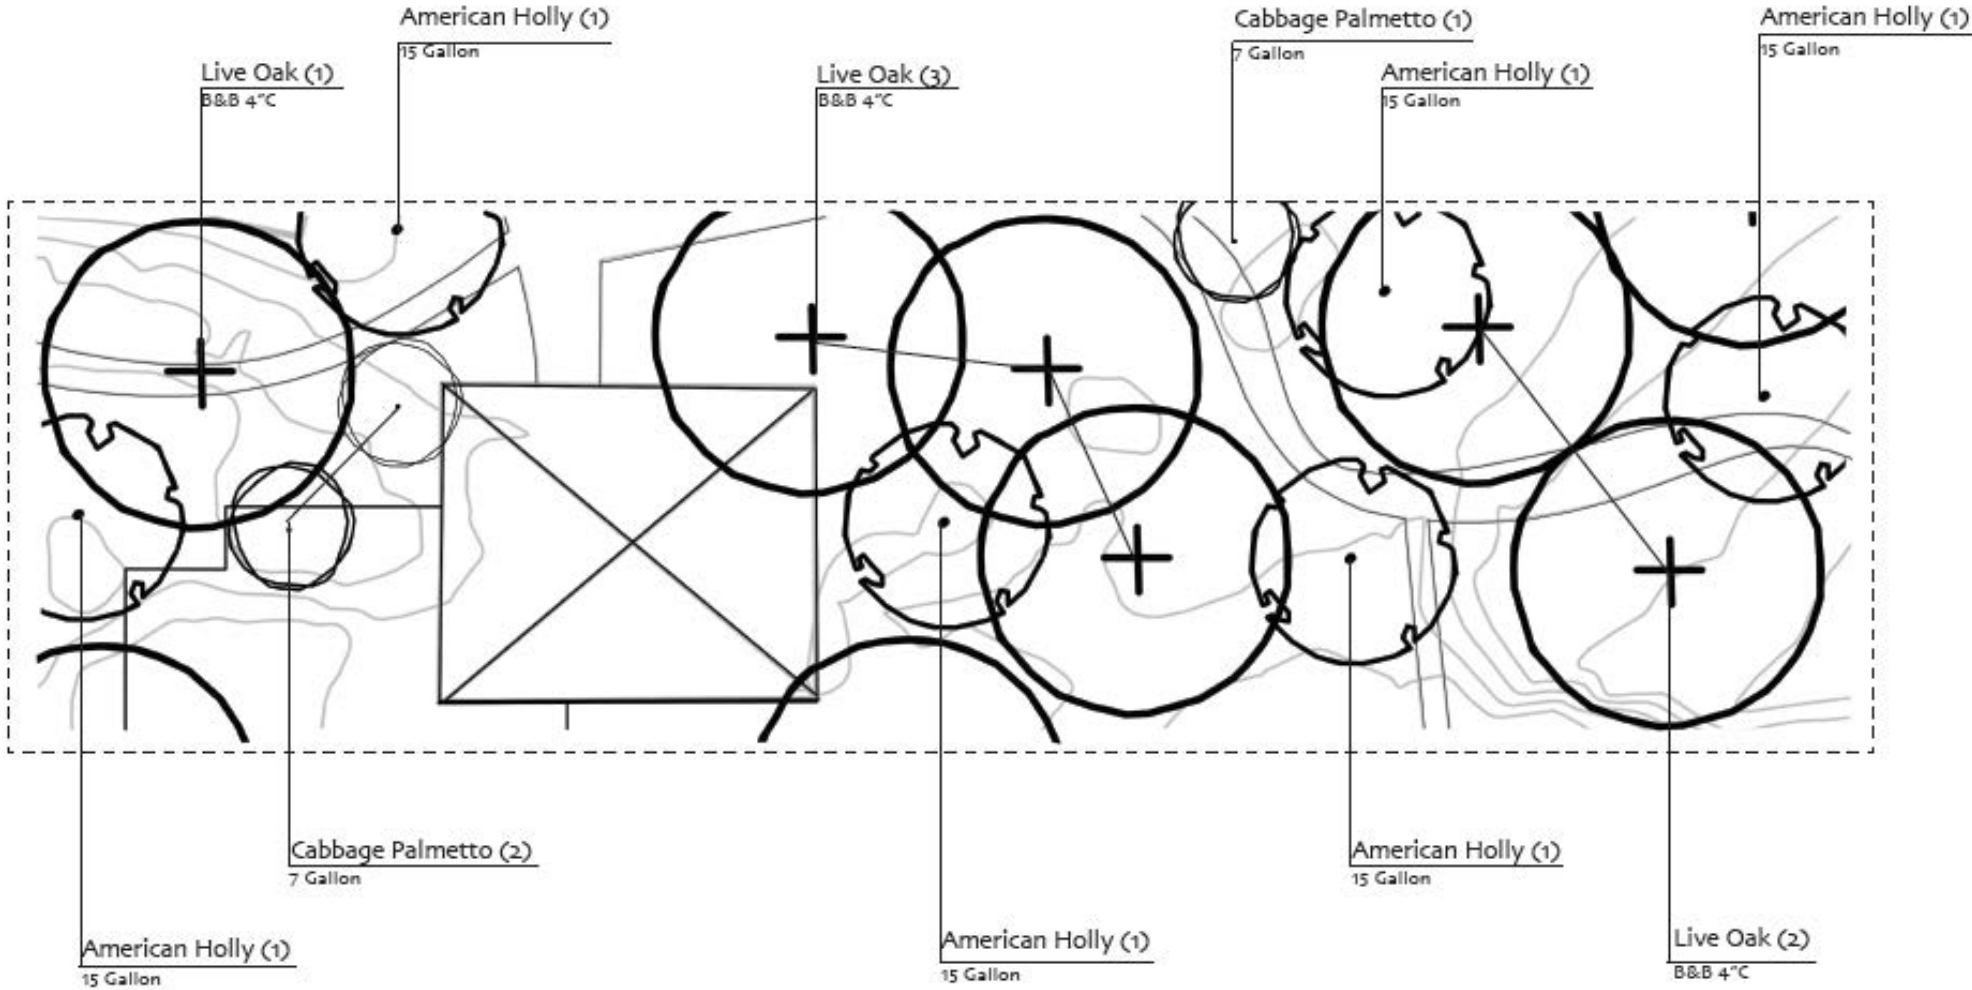 American Holly (1)
15 Gallon
Cabbage Palmetto (1)
7 Gallon
American Holly (1)
15 Gallon
Live Oak (1)
B&B 4"C
Live Oak (3)
B&B 4"C
American Holly (1)
15 Gallon
Cabbage Palmetto (2)
7 Gallon
American Holly (1)
15 Gallon
American Holly (1)
15 Gallon
American Holly (1)
15 Gallon
Live Oak (2)
B&B 4"C